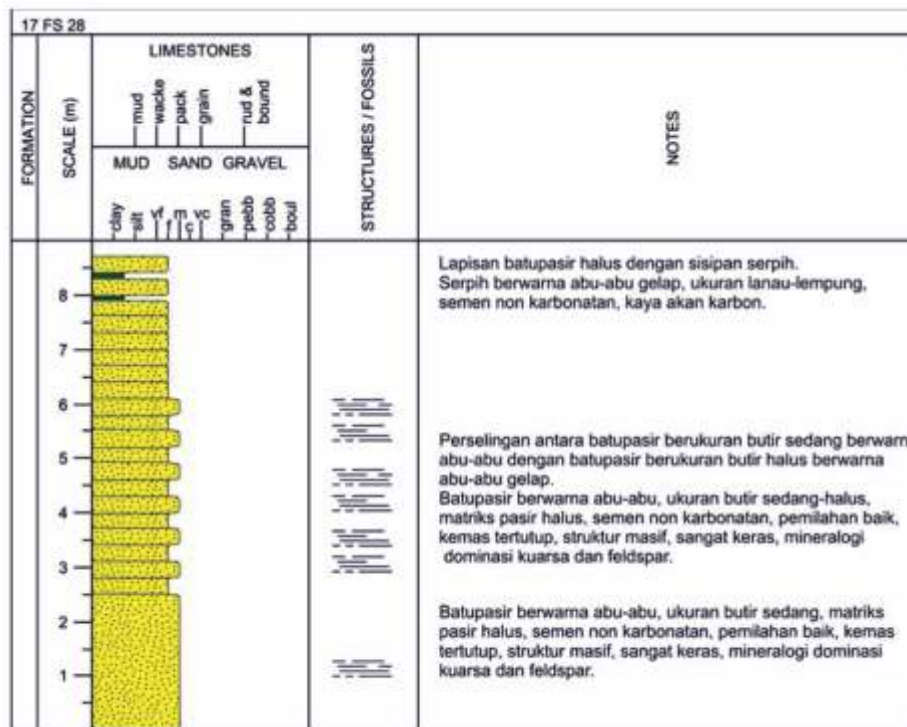 17 FS 28
FORMATION
SCALE (m)
LIMESTONES
mud
wacke
pack
grain
rud &
bound
MUD SAND GRAVEL
clay
silt
vf
f
m
c
vc
gran
pebb
cobb
boul
STRUCTURES / FOSSILS
NOTES
8
7
6
5
4
3
2
1
Lapisan batupasir halus dengan sisipan serpih.
Serpih berwarna abu-abu gelap, ukuran lanau-lempung,
semen non karbonatan, kaya akan karbon.
Perselingan antara batupasir berukuran butir sedang berwarn
abu-abu dengan batupasir berukuran butir halus berwarna
abu-abu gelap.
Batupasir berwarna abu-abu, ukuran butir sedang-halus,
matriks pasir halus, semen non karbonatan, pemilahan baik,
kemas tertutup, struktur masif, sangat keras, mineralogi
dominasi kuarsa dan feldspar.
Batupasir berwarna abu-abu, ukuran butir sedang, matriks
pasir halus, semen non karbonatan, pemilahan baik, kemas
tertutup, struktur masif, sangat keras, mineralogi dominasi
kuarsa dan feldspar.